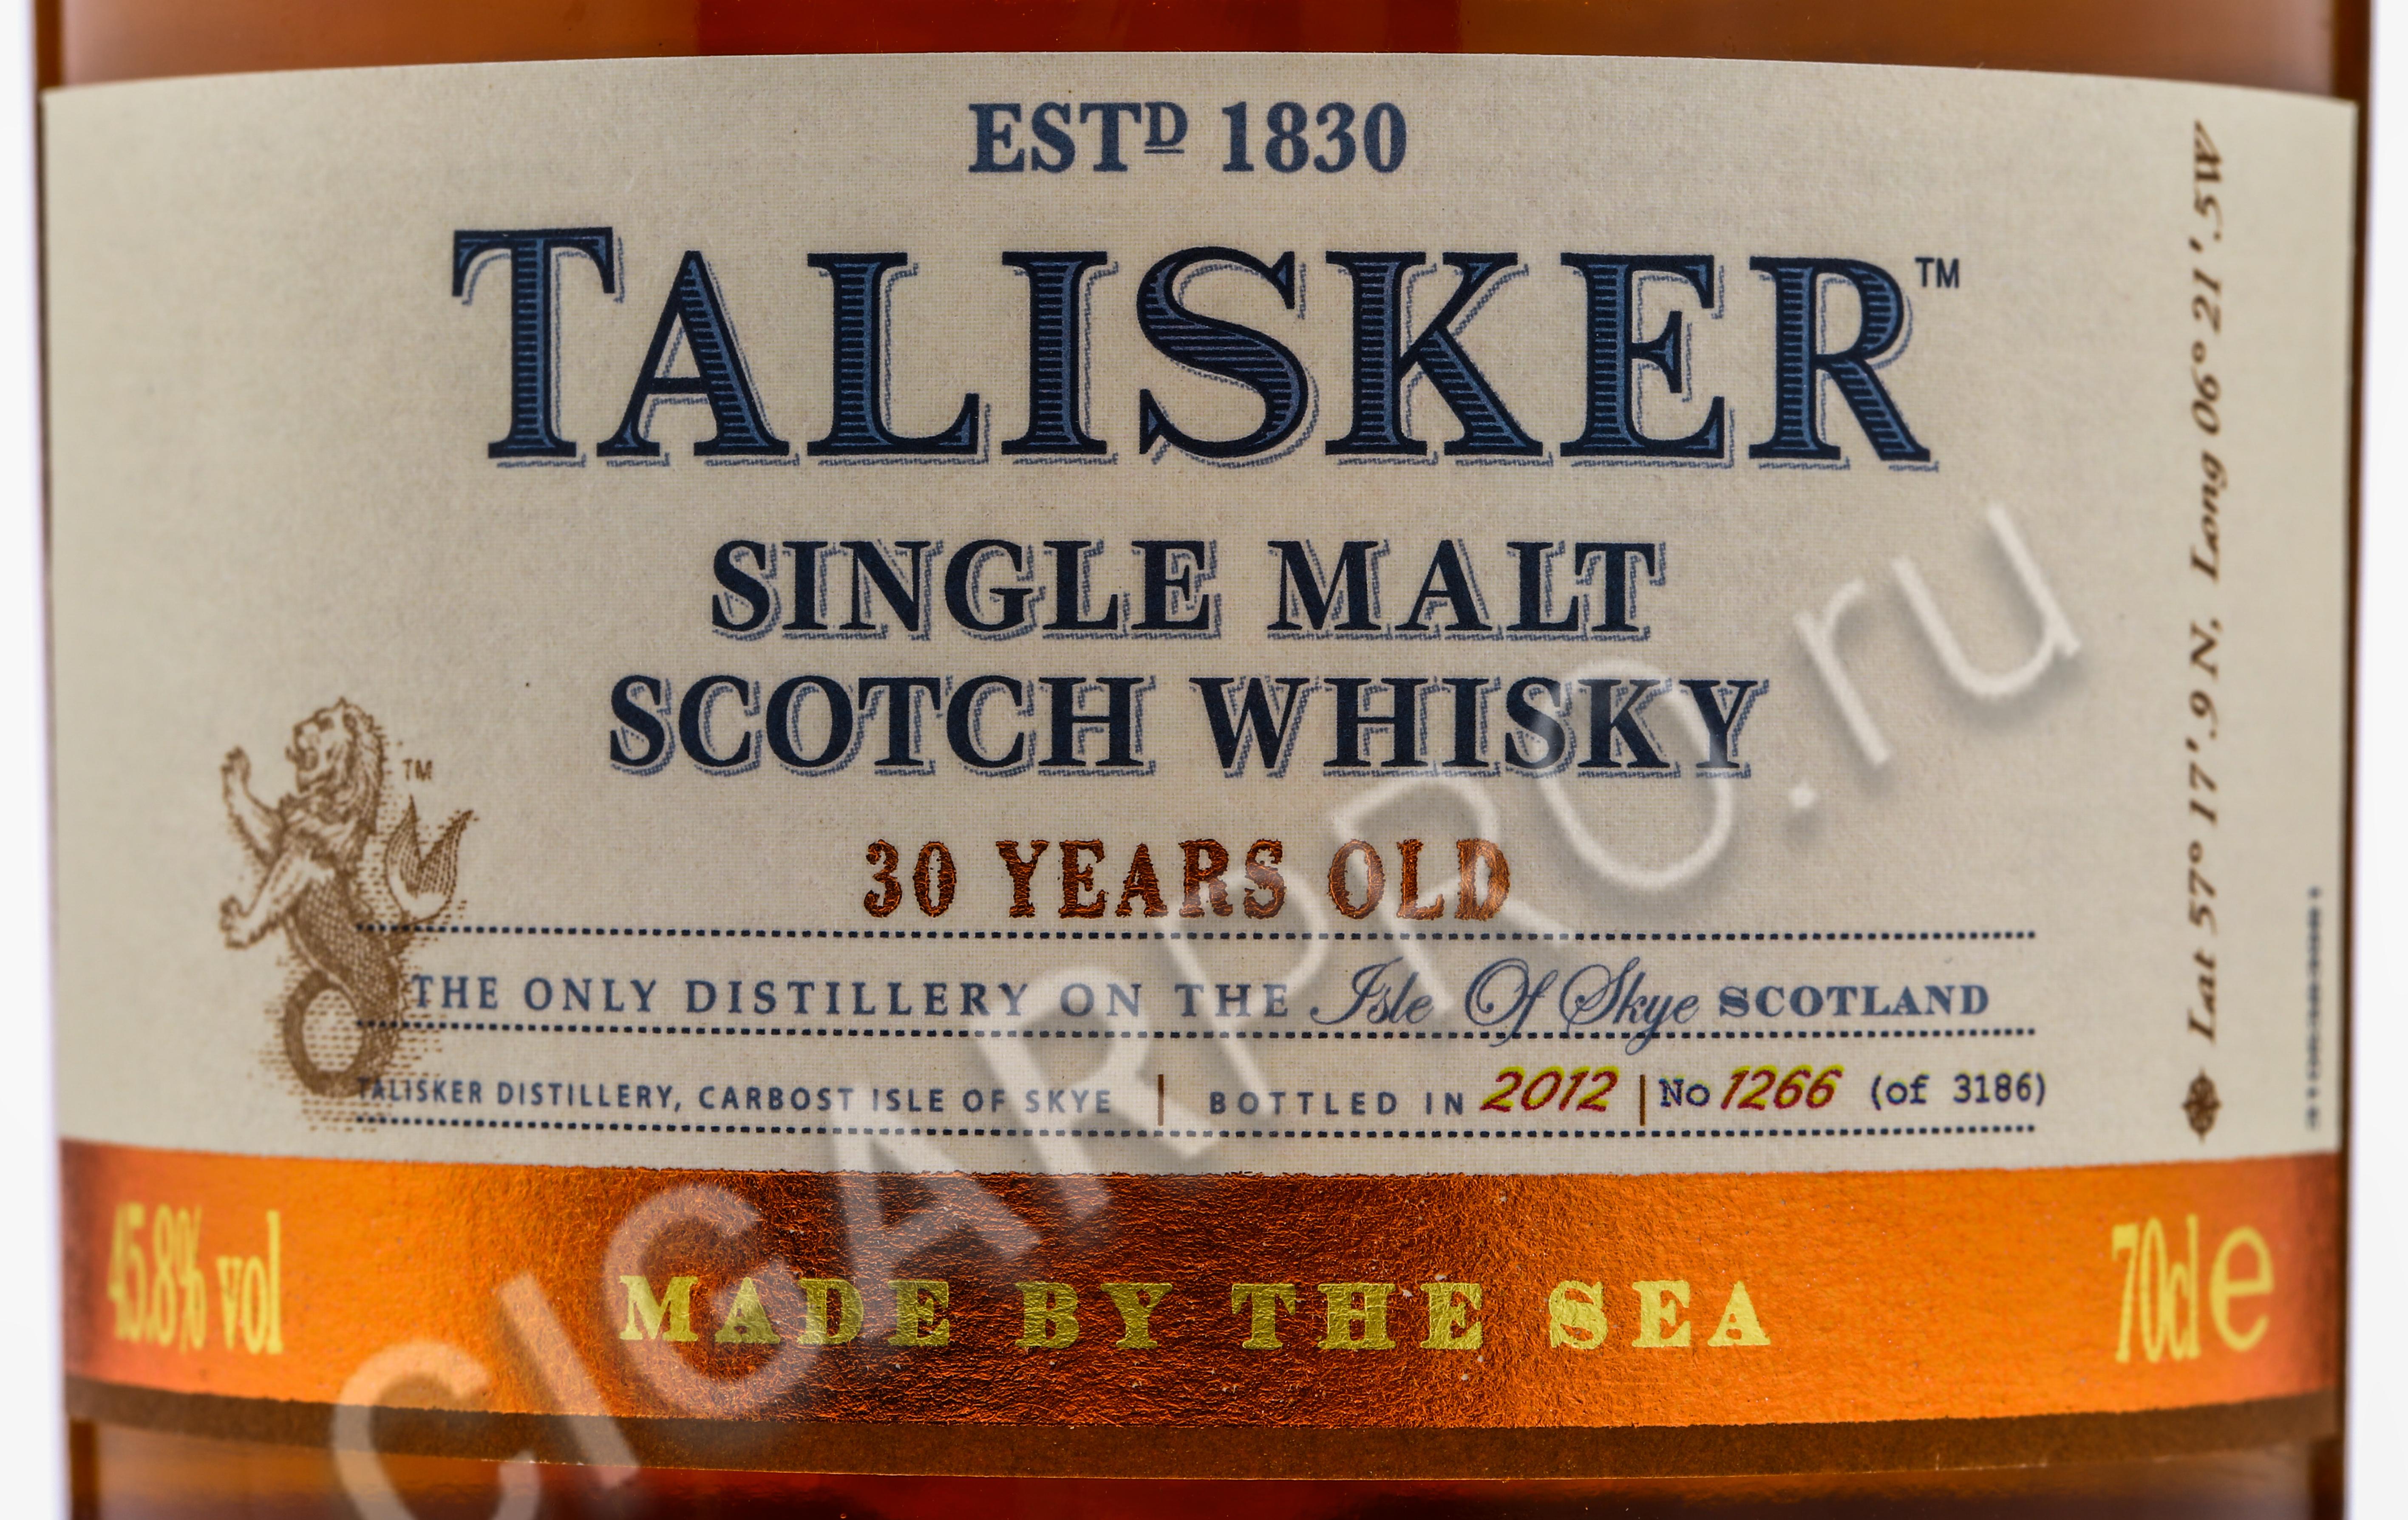 ESTD 1830
TALISKER™
SINGLE MALT
SCOTCH WHISKY
30 YEARS OLD
THE ONLY DISTILLERY ON THE Isle Of Skye SCOTLAND
TALISKER DISTILLERY, CARBOST ISLE OF SKYE | BOTTLED IN 2012 | No 1266 (of 3186)
45.8% vol
MADE BY THE SEA
70cl e
Lat 57° 17'.9 N, Long 06° 21'.5W
TM
CIGARPRO.ru